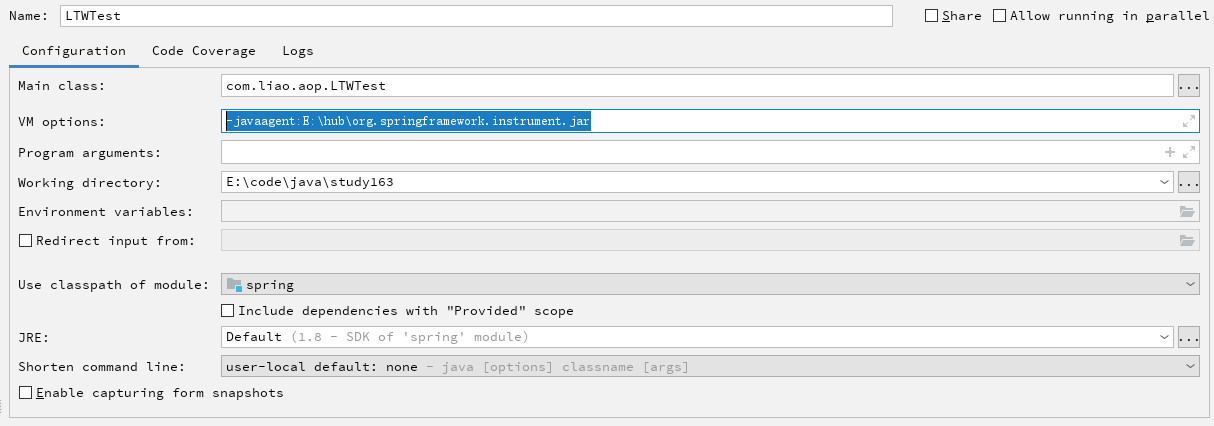 Name: LTWTest Share Allow running in parallel
Configuration Code Coverage Logs
Main class: com.liao.aop.LTWTest ...
VM options: -javaagent:E:\hub\org.springframework.instrument.jar
Program arguments:
Working directory: E:\code\java\study163 ...
Environment variables:
Redirect input from:
Use classpath of module: spring
Include dependencies with "Provided" scope
JRE: Default (1.8 - SDK of 'spring' module) ...
Shorten command line: user-local default: none - java [options] classname [args]
Enable capturing form snapshots